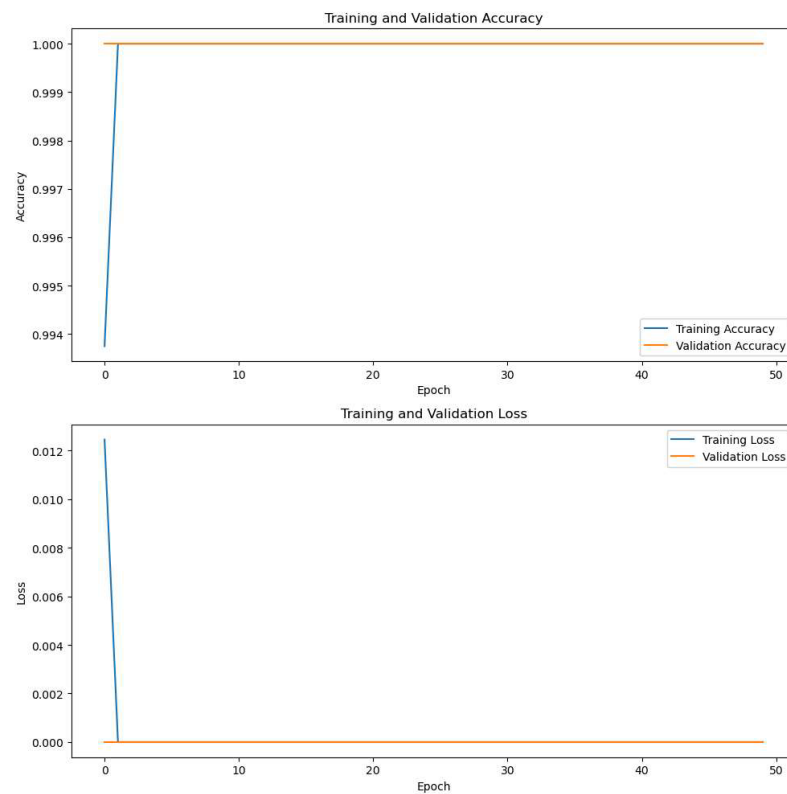 Training and Validation Accuracy
1.000
0.999
0.998
0.997
0.996
0.995
0.994
Accuracy
Training Accuracy
Validation Accuracy
0
10
20
30
40
50
Epoch
Training and Validation Loss
0.012
0.010
0.008
0.006
0.004
0.002
0.000
Loss
Training Loss
Validation Loss
0
10
20
30
40
50
Epoch